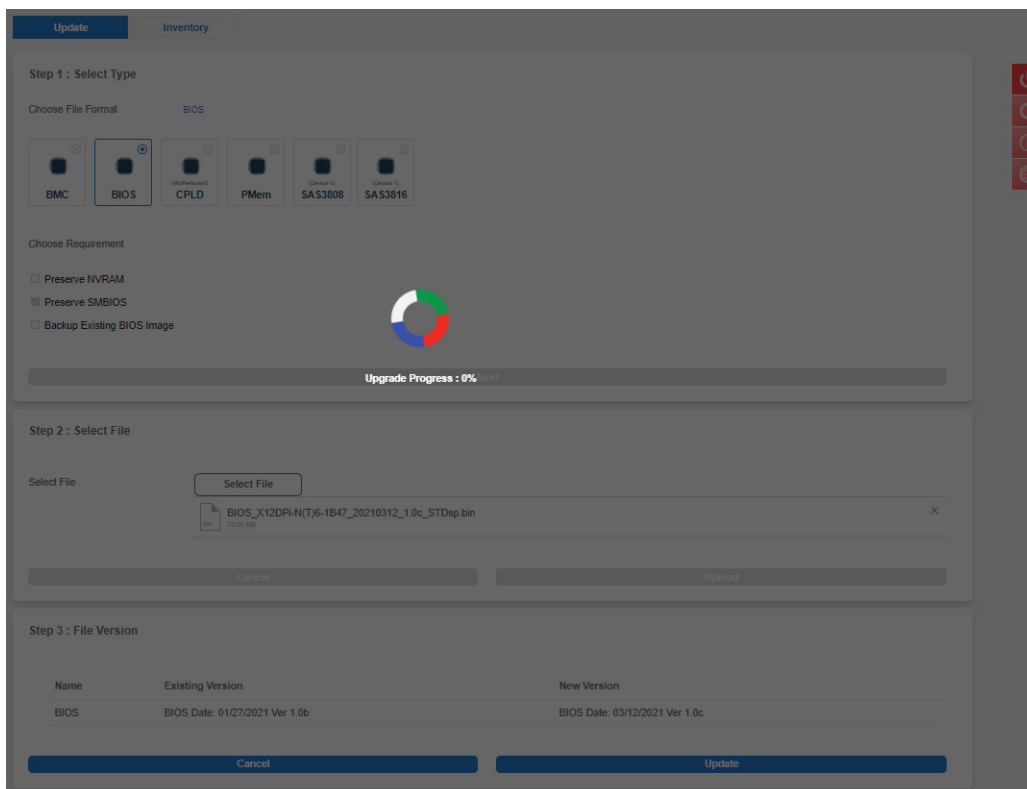 Update Inventory
Step 1 : Select Type
Choose File Format BIOS
(Motherboard) (Device 0) (Device 1)
BMC BIOS CPLD PMem SAS3808 SAS3816
Choose Requirement
Preserve NVRAM
Preserve SMBIOS
Backup Existing BIOS Image
Upgrade Progress : 0% Next
Step 2 : Select File
Select File Select File
BIOS_X12DPi-N(T)6-1B47_20210312_1.0c_STDsp.bin
Cancel Upload
Step 3 : File Version
Name Existing Version New Version
BIOS BIOS Date: 01/27/2021 Ver 1.0b BIOS Date: 03/12/2021 Ver 1.0c
Cancel Update